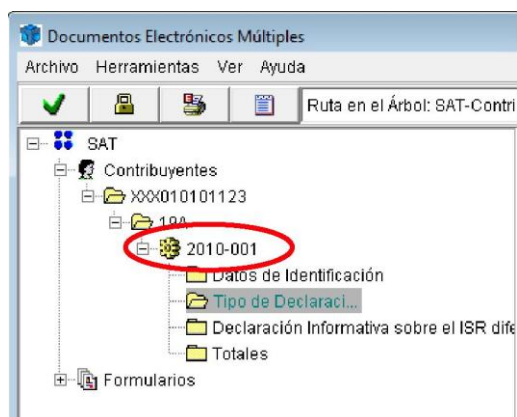 Documentos Electrónicos Múltiples
Archivo Herramientas Ver Ayuda
Ruta en el Árbol: SAT-Contri
SAT
Contribuyentes
XXX010101123
19A
2010-001
Datos de Identificación
Tipo de Declaraci...
Declaración Informativa sobre el ISR dife
Totales
Formularios